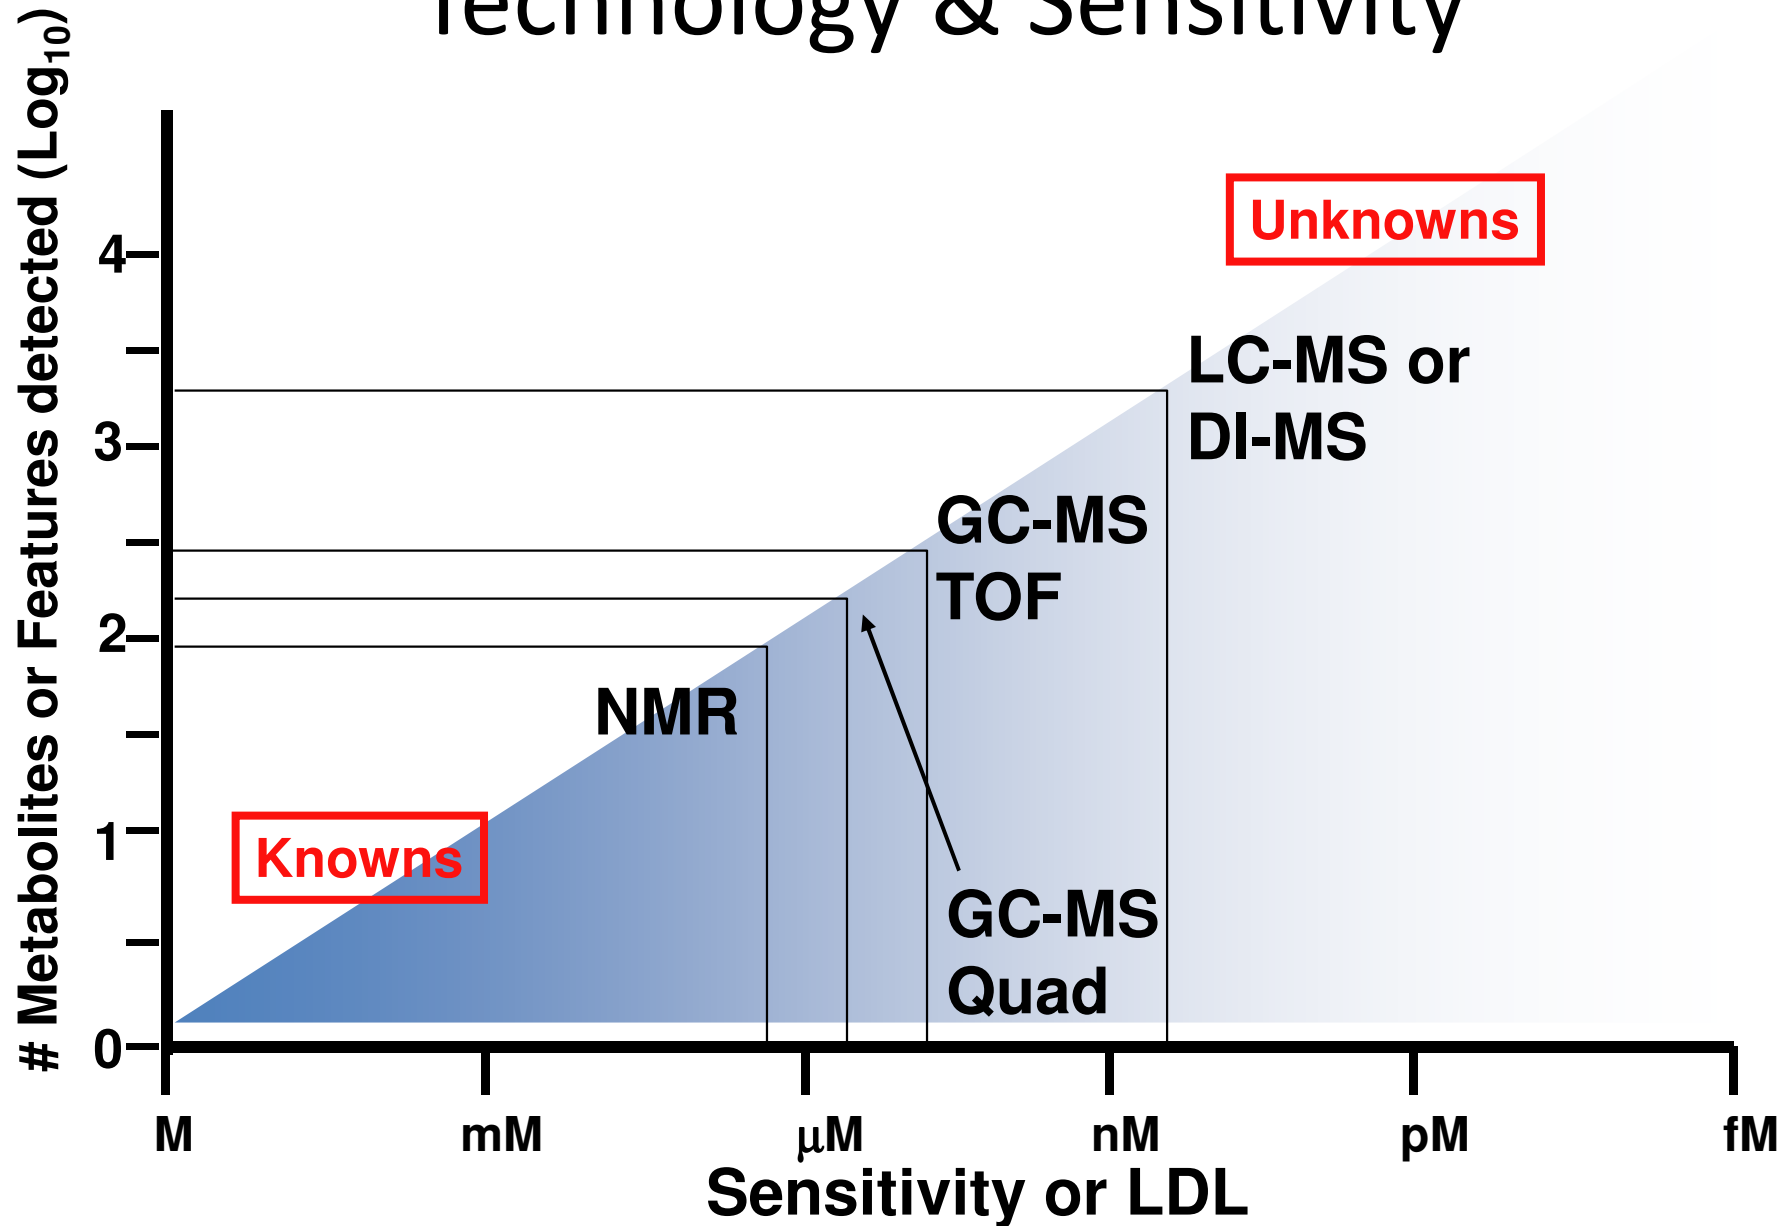 Technology & Sensitivity
# Metabolites or Features detected (Log10)
4
3
2
1
0
Unknowns
LC-MS or
DI-MS
GC-MS
TOF
NMR
Knowns
GC-MS
Quad
M mM μM nM pM fM
Sensitivity or LDL